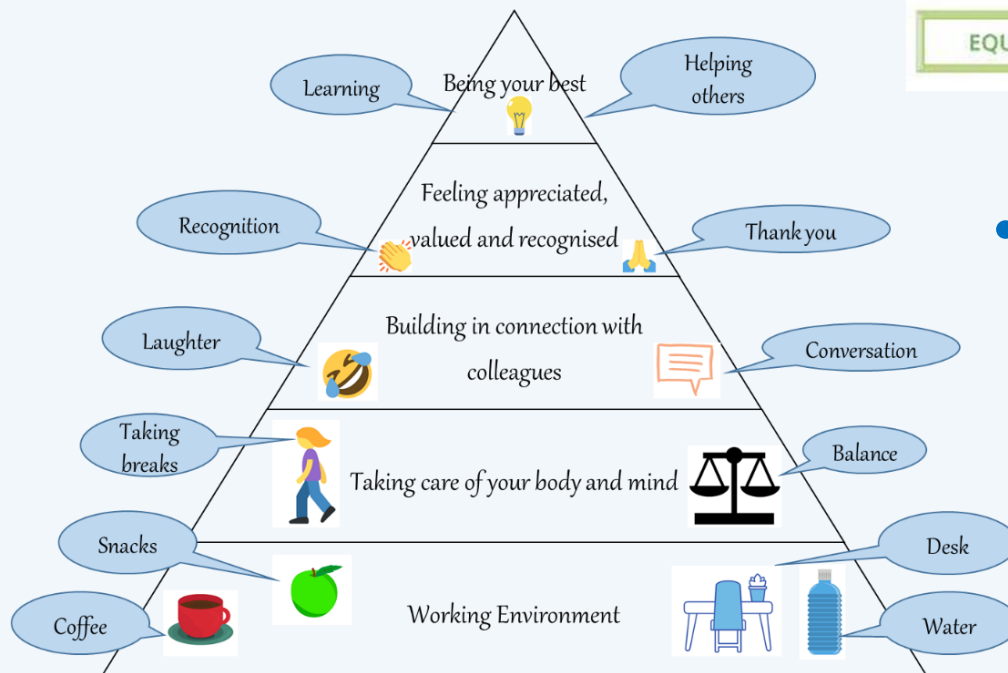 EQU
Learning
Being your best
Helping
others
Feeling appreciated,
valued and recognised
Recognition
Thank you
Building in connection with
colleagues
Laughter
Conversation
Taking
breaks
Taking care of your body and mind
Balance
Snacks
Desk
Coffee
Working Environment
Water